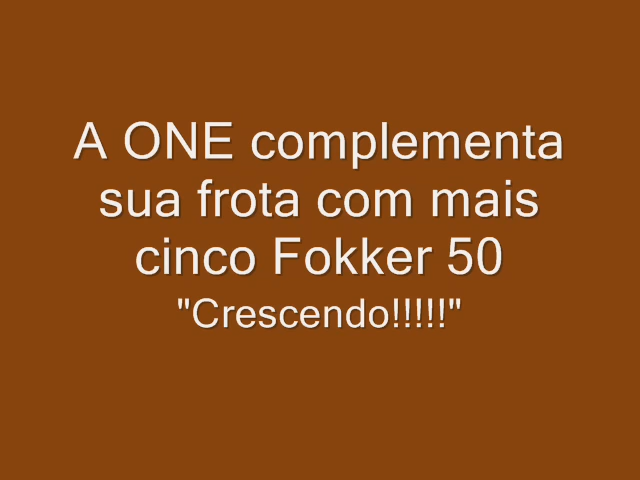 A ONE complementa
sua frota com mais
cinco Fokker 50
"Crescendo!!!!!"